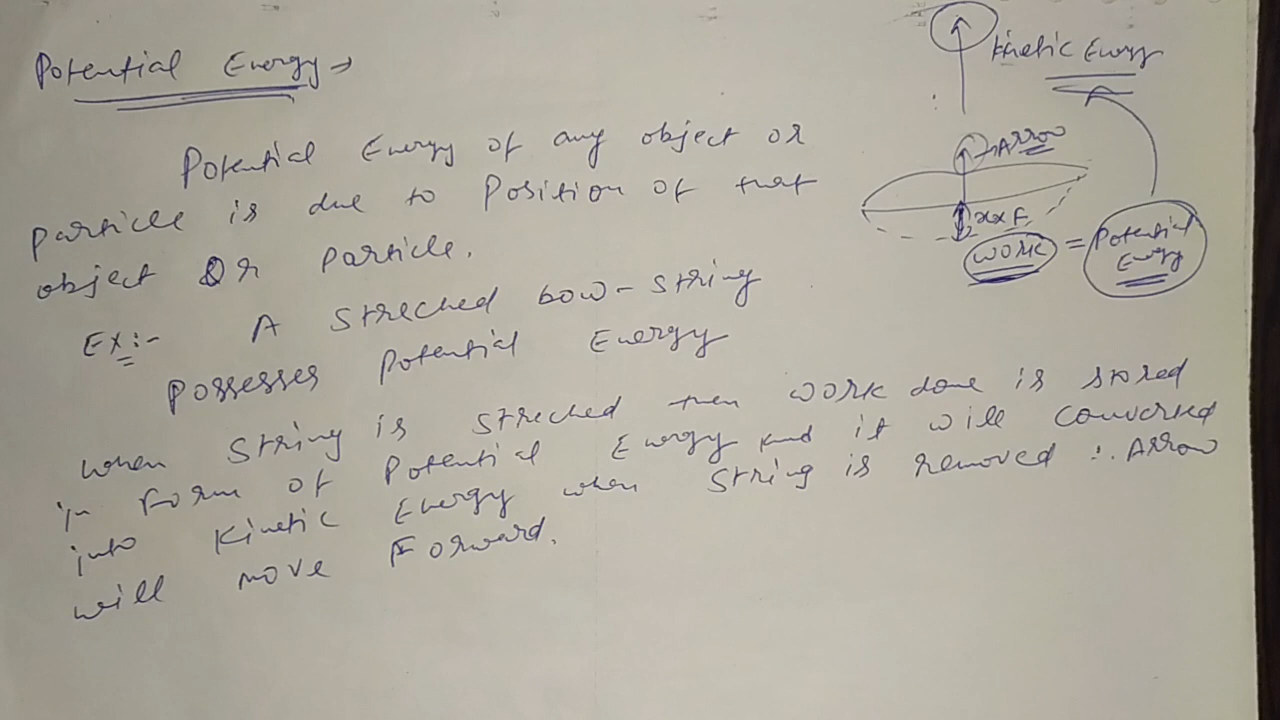 Potential Energy →
Kinetic Energy
Potential Energy of any object or
→ Arrow
particle is due to Position of that
x x F
object Or Particle.
work = Potential
Energy
Ex:- A Streched bow-string
Possesses Potential Energy
when String is streched then work done is stored
in form of Potential Energy and it will converted
into Kinetic Energy when String is removed ∴ Arrow
will move Forward.